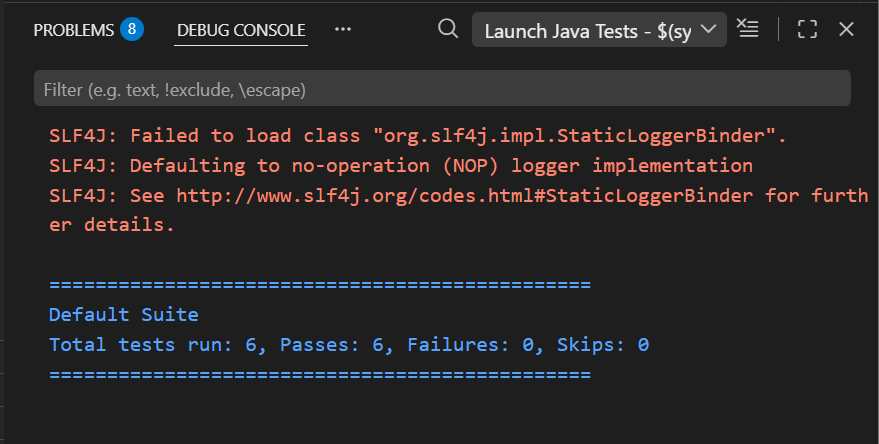 PROBLEMS 8 DEBUG CONSOLE ... Launch Java Tests - $(sy
Filter (e.g. text, !exclude, \escape)
SLF4J: Failed to load class "org.slf4j.impl.StaticLoggerBinder".
SLF4J: Defaulting to no-operation (NOP) logger implementation
SLF4J: See http://www.slf4j.org/codes.html#StaticLoggerBinder for furth
er details.
===============================================
Default Suite
Total tests run: 6, Passes: 6, Failures: 0, Skips: 0
===============================================